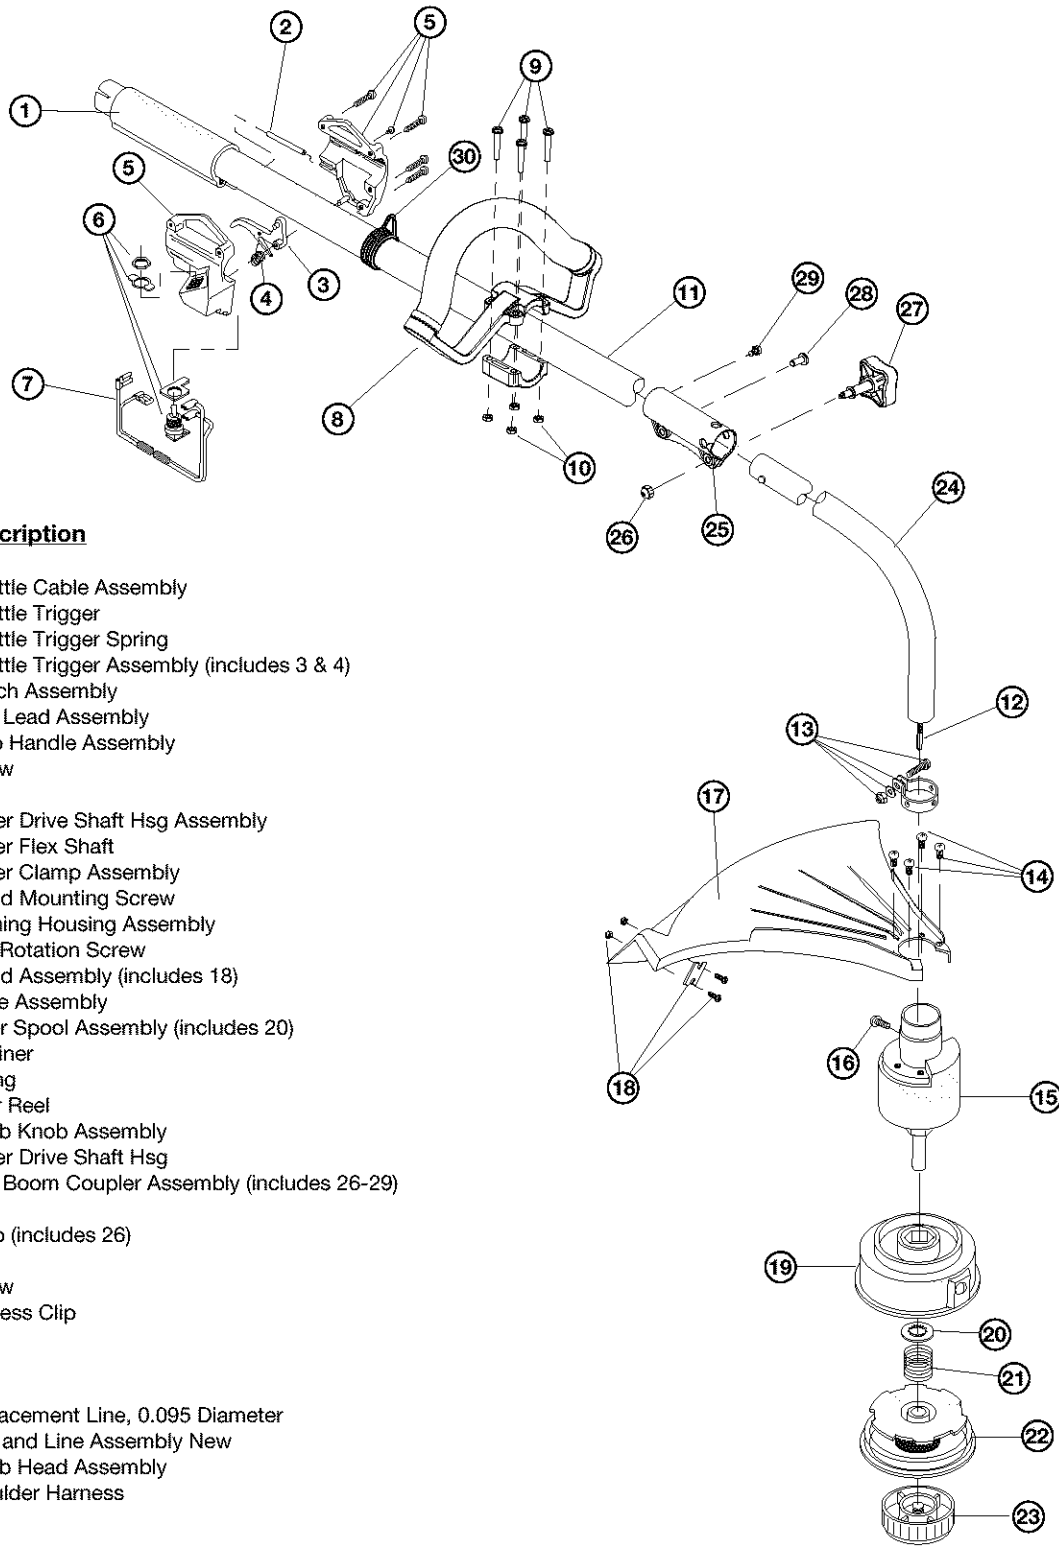 2
5
1
9
5
30
6
4
3
29
28
27
11
7
8
10
26
25
24
cription
ttle Cable Assembly
ttle Trigger
ttle Trigger Spring
ttle Trigger Assembly (includes 3 & 4)
ch Assembly
Lead Assembly
o Handle Assembly
w
er Drive Shaft Hsg Assembly
er Flex Shaft
er Clamp Assembly
d Mounting Screw
ning Housing Assembly
Rotation Screw
d Assembly (includes 18)
e Assembly
r Spool Assembly (includes 20)
iner
ng
r Reel
b Knob Assembly
er Drive Shaft Hsg
Boom Coupler Assembly (includes 26-29)
o (includes 26)
w
ess Clip
acement Line, 0.095 Diameter
and Line Assembly New
b Head Assembly
ulder Harness
12
13
17
14
16
18
15
19
20
21
22
23